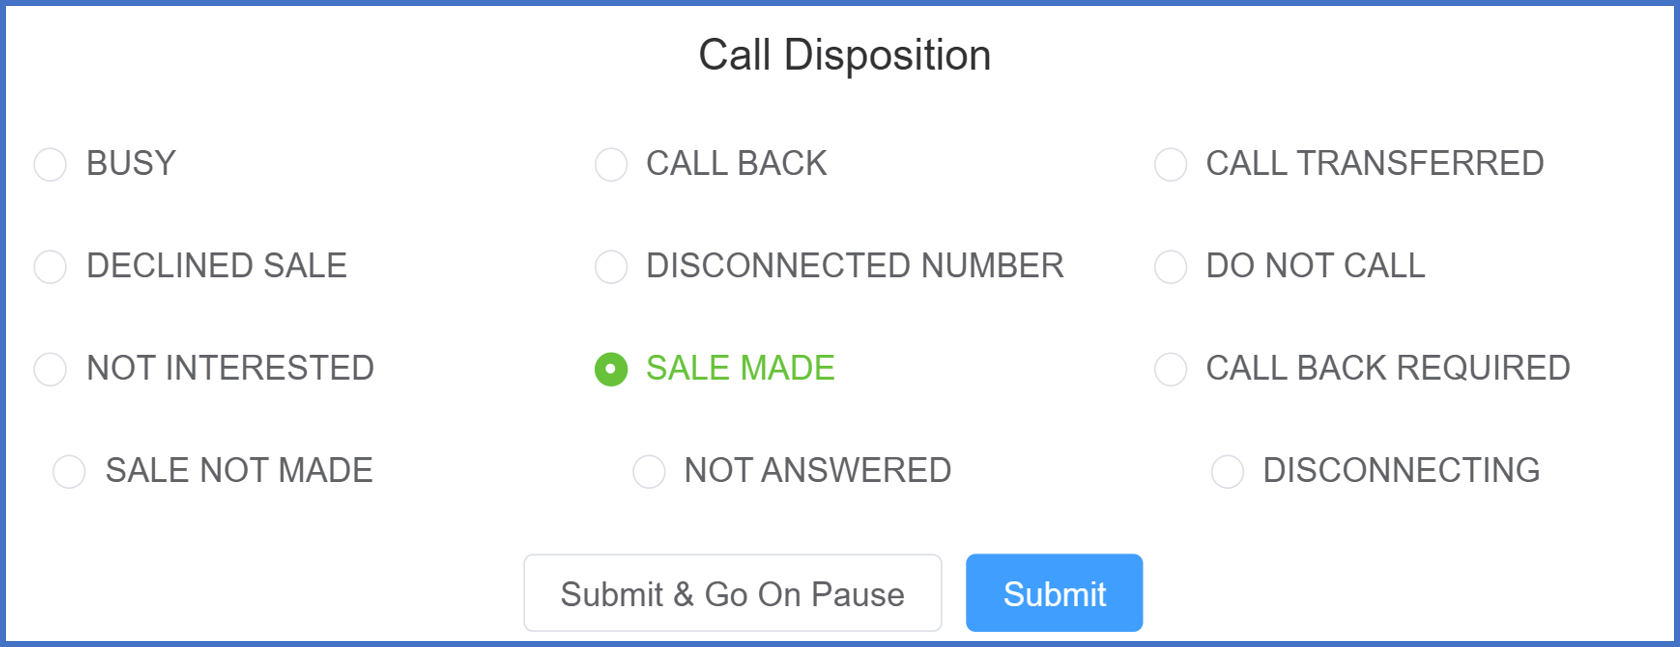 Call Disposition
BUSY CALL BACK CALL TRANSFERRED
DECLINED SALE DISCONNECTED NUMBER DO NOT CALL
NOT INTERESTED SALE MADE CALL BACK REQUIRED
SALE NOT MADE NOT ANSWERED DISCONNECTING
Submit & Go On Pause Submit